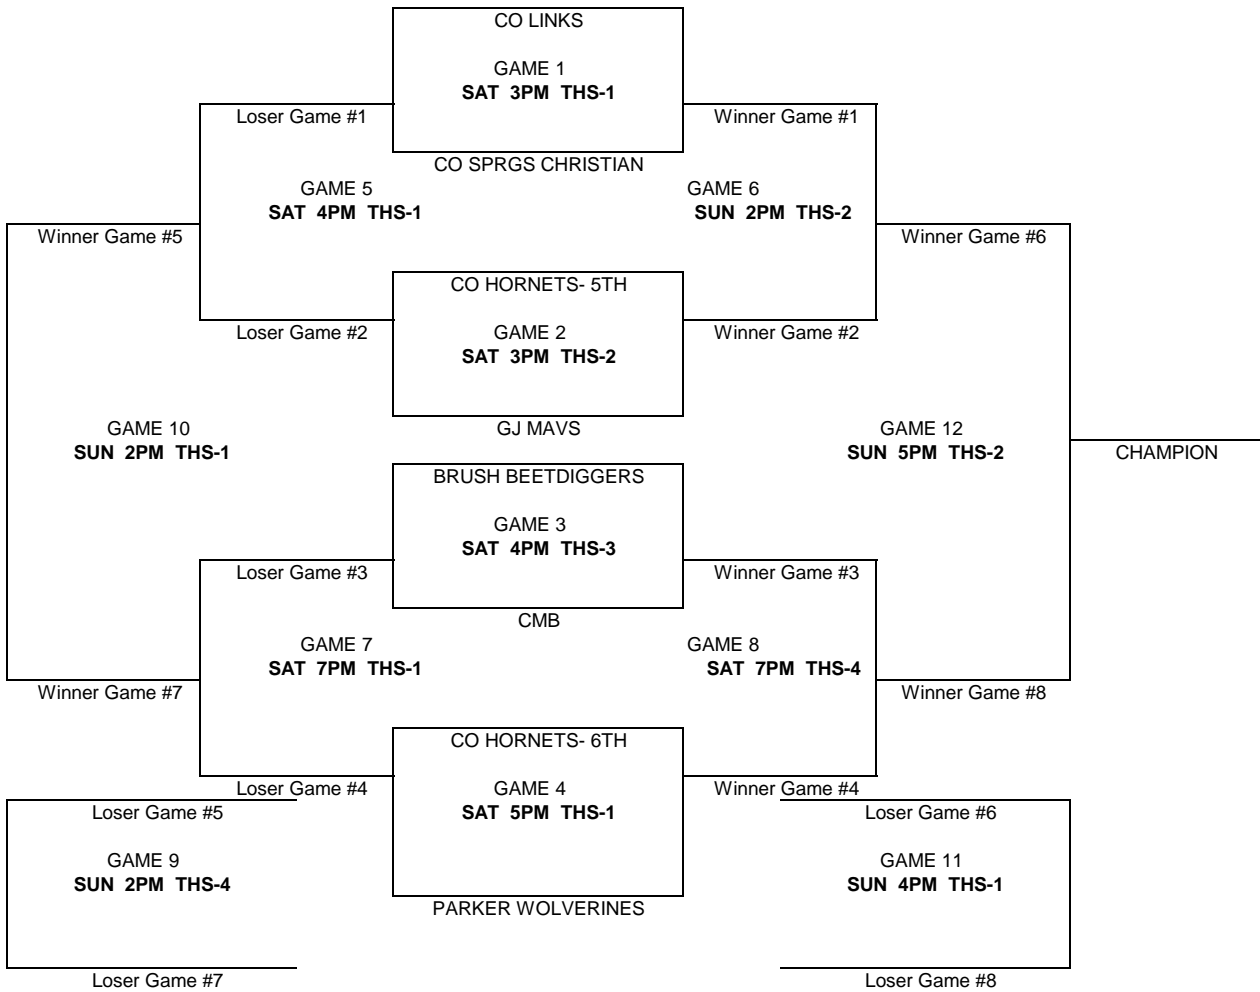 CO LINKS
GAME 1
SAT 3PM THS-1
Loser Game #1
Winner Game #1
CO SPRGS CHRISTIAN
GAME 5
SAT 4PM THS-1
GAME 6
SUN 2PM THS-2
Winner Game #5
Winner Game #6
CO HORNETS- 5TH
Loser Game #2
GAME 2
Winner Game #2
SAT 3PM THS-2
GAME 10
SUN 2PM THS-1
GJ MAVS
GAME 12
SUN 5PM THS-2
CHAMPION
BRUSH BEETDIGGERS
GAME 3
SAT 4PM THS-3
Loser Game #3
Winner Game #3
CMB
GAME 7
SAT 7PM THS-1
GAME 8
SAT 7PM THS-4
Winner Game #7
Winner Game #8
CO HORNETS- 6TH
Loser Game #4
GAME 4
Winner Game #4
SAT 5PM THS-1
Loser Game #5
Loser Game #6
GAME 9
SUN 2PM THS-4
GAME 11
SUN 4PM THS-1
PARKER WOLVERINES
Loser Game #7
Loser Game #8